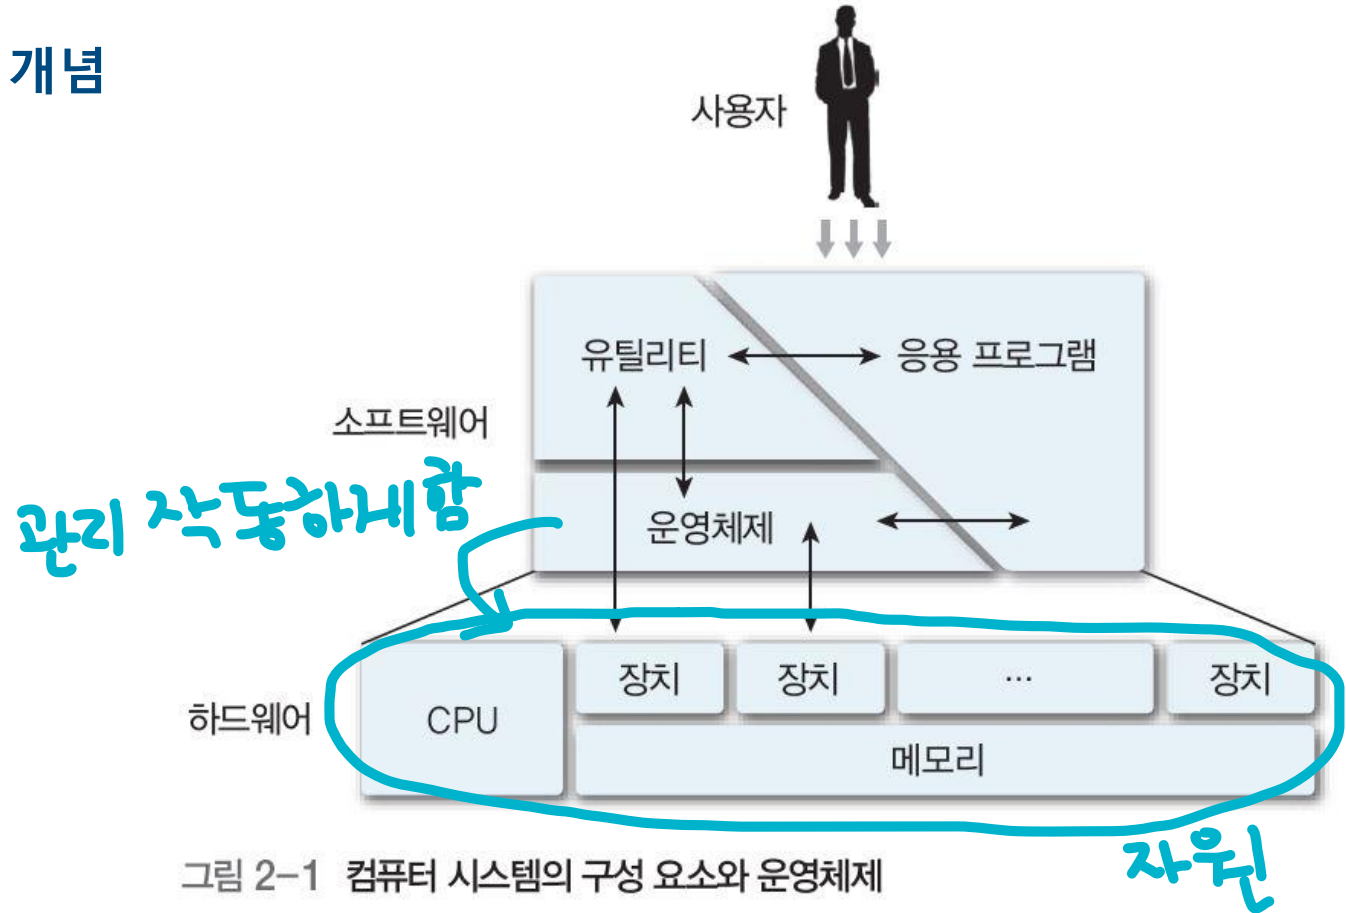 개념
사용자
유틸리티 응용 프로그램
소프트웨어
관리 작동하게함
운영체제
장치 장치 … 장치
하드웨어 CPU
메모리
자원
그림 2-1 컴퓨터 시스템의 구성 요소와 운영체제